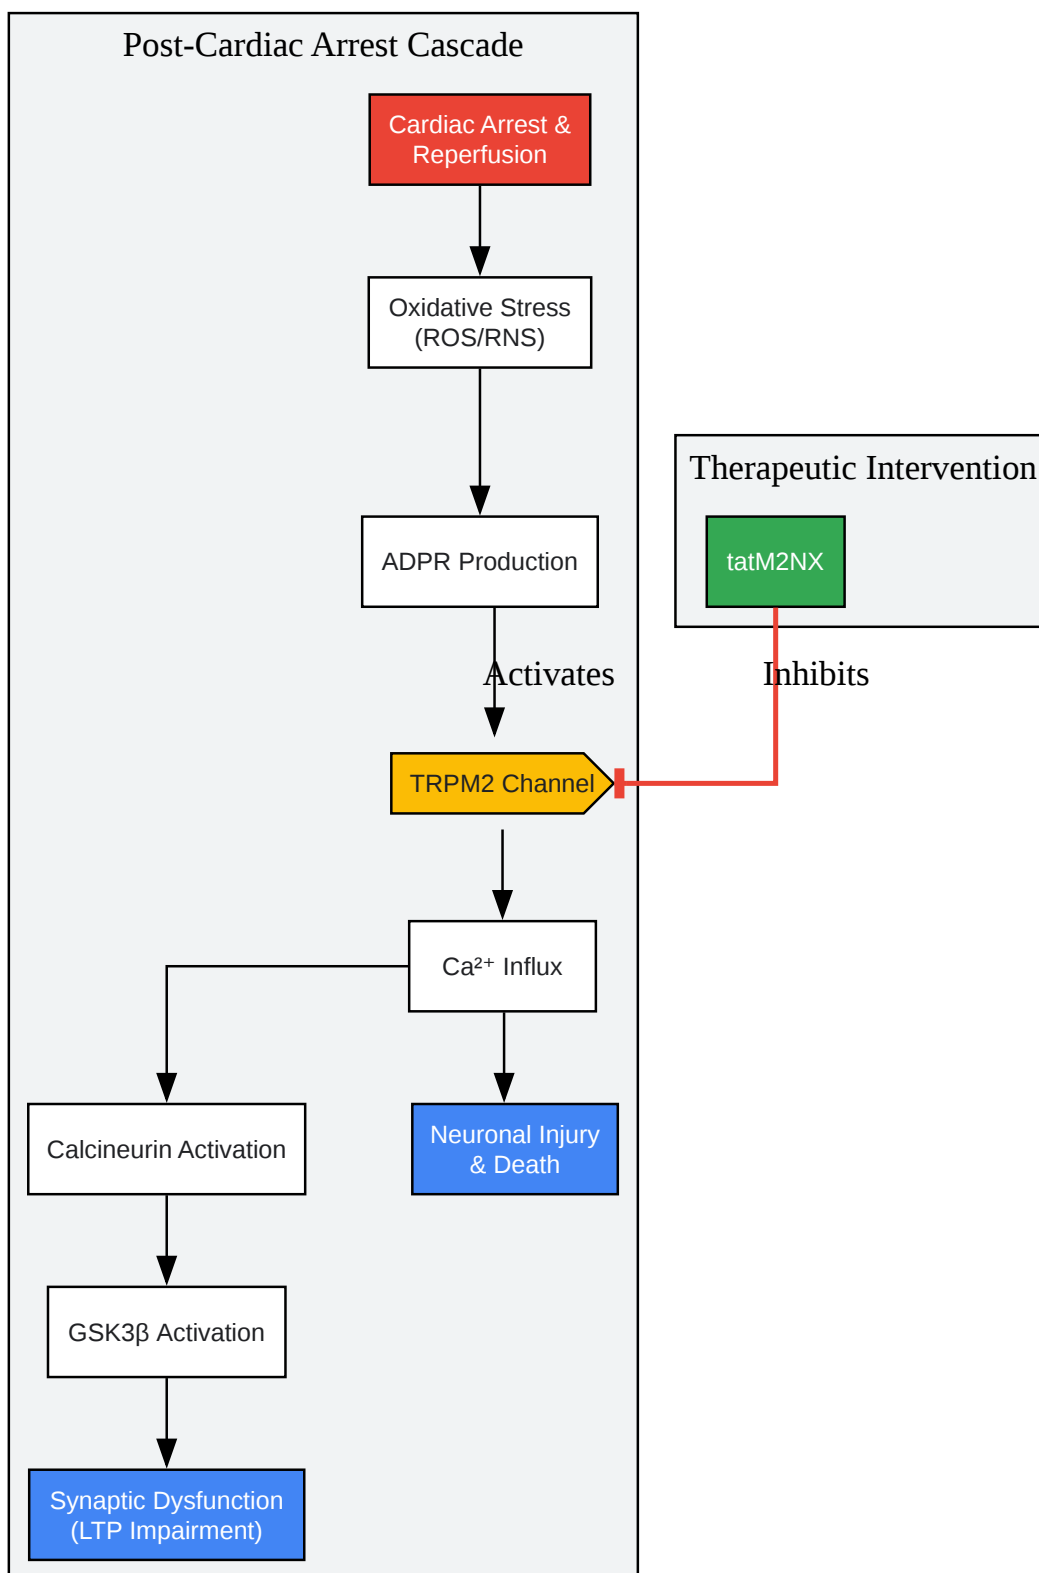 Post-Cardiac Arrest Cascade
Cardiac Arrest &
Reperfusion
Oxidative Stress
(ROS/RNS)
Therapeutic Intervention
ADPR Production
tatM2NX
Activates
Inhibits
TRPM2 Channel
Ca²⁺ Influx
Calcineurin Activation
Neuronal Injury
& Death
GSK3β Activation
Synaptic Dysfunction
(LTP Impairment)